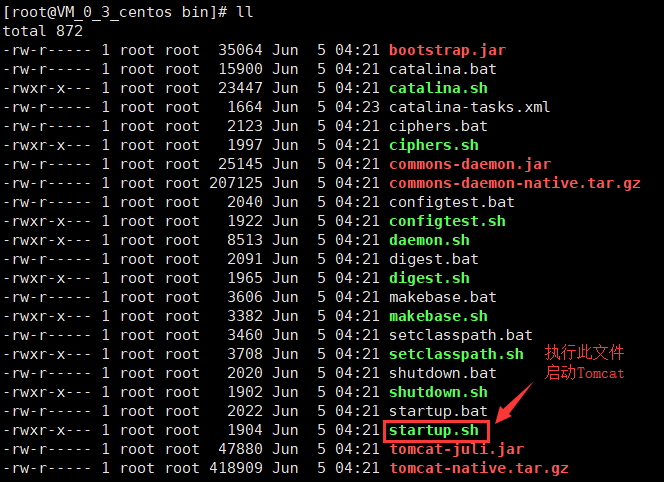 [root@VM_0_3_centos bin]# ll
total 872
-rw-r----- 1 root root  35064 Jun  5 04:21 bootstrap.jar
-rw-r----- 1 root root  15900 Jun  5 04:21 catalina.bat
-rwxr-x--- 1 root root  23447 Jun  5 04:21 catalina.sh
-rw-r----- 1 root root   1664 Jun  5 04:23 catalina-tasks.xml
-rw-r----- 1 root root   2123 Jun  5 04:21 ciphers.bat
-rwxr-x--- 1 root root   1997 Jun  5 04:21 ciphers.sh
-rw-r----- 1 root root  25145 Jun  5 04:21 commons-daemon.jar
-rw-r----- 1 root root 207125 Jun  5 04:21 commons-daemon-native.tar.gz
-rw-r----- 1 root root   2040 Jun  5 04:21 configtest.bat
-rwxr-x--- 1 root root   1922 Jun  5 04:21 configtest.sh
-rwxr-x--- 1 root root   8513 Jun  5 04:21 daemon.sh
-rw-r----- 1 root root   2091 Jun  5 04:21 digest.bat
-rwxr-x--- 1 root root   1965 Jun  5 04:21 digest.sh
-rw-r----- 1 root root   3606 Jun  5 04:21 makebase.bat
-rwxr-x--- 1 root root   3382 Jun  5 04:21 makebase.sh
-rw-r----- 1 root root   3460 Jun  5 04:21 setclasspath.bat
-rwxr-x--- 1 root root   3708 Jun  5 04:21 setclasspath.sh
执行此文件
-rw-r----- 1 root root   2020 Jun  5 04:21 shutdown.bat
启动Tomcat
-rwxr-x--- 1 root root   1902 Jun  5 04:21 shutdown.sh
-rw-r----- 1 root root   2022 Jun  5 04:21 startup.bat
-rwxr-x--- 1 root root   1904 Jun  5 04:21 startup.sh
-rw-r----- 1 root root  47880 Jun  5 04:21 tomcat-juli.jar
-rw-r----- 1 root root 418909 Jun  5 04:21 tomcat-native.tar.gz